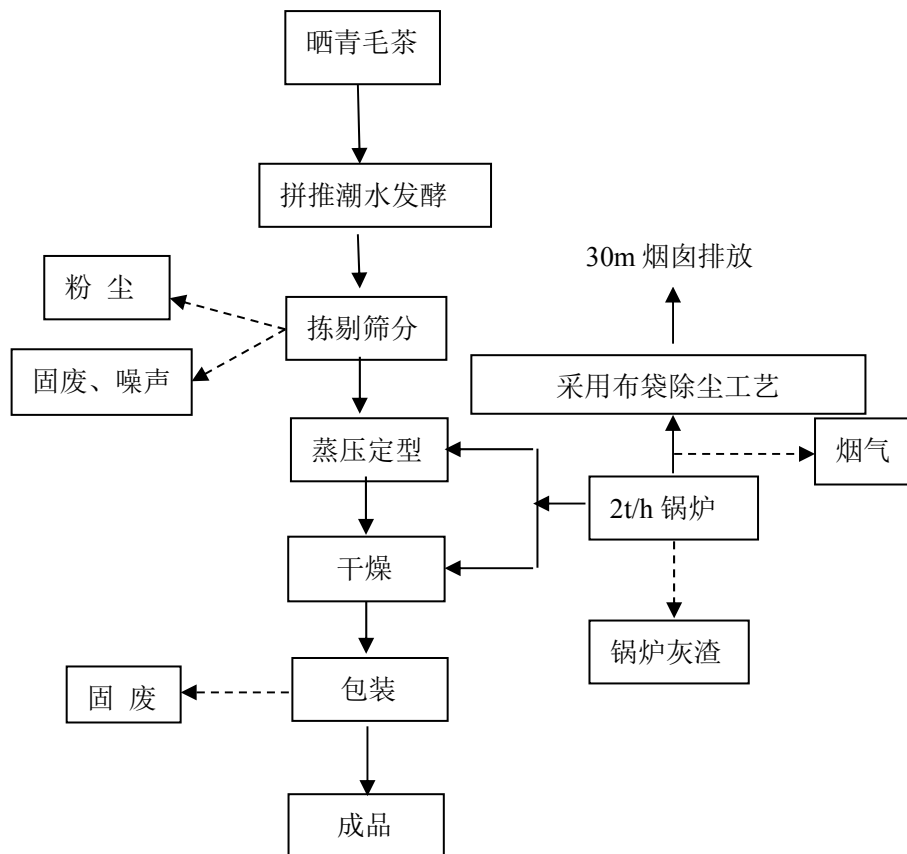 晒青毛茶
拼推潮水发酵
30m 烟囱排放
粉 尘
拣剔筛分
固废、噪声
采用布袋除尘工艺
蒸压定型
烟气
2t/h 锅炉
干燥
锅炉灰渣
固 废
包装
成品